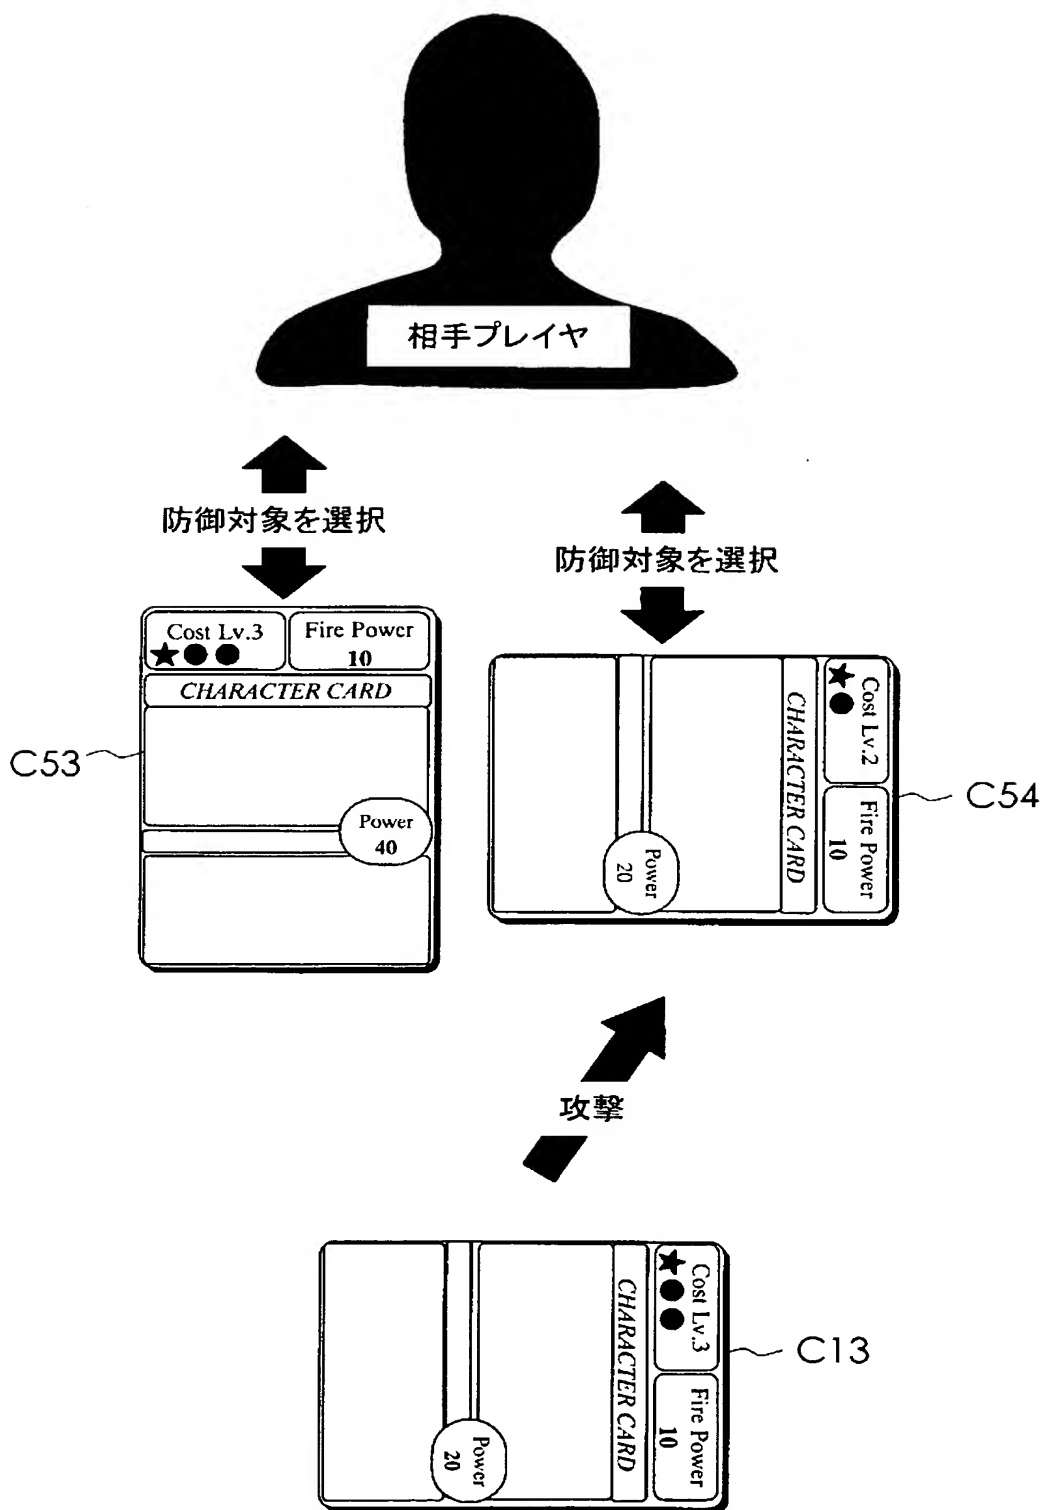 相手プレイヤ
防御対象を選択
防御対象を選択
Cost Lv.3
Fire Power
10
CHARACTER CARD
C53
Power
40
Cost Lv.2
Fire Power
10
CHARACTER CARD
Power
20
C54
攻撃
Cost Lv.3
Fire Power
10
CHARACTER CARD
Power
20
C13